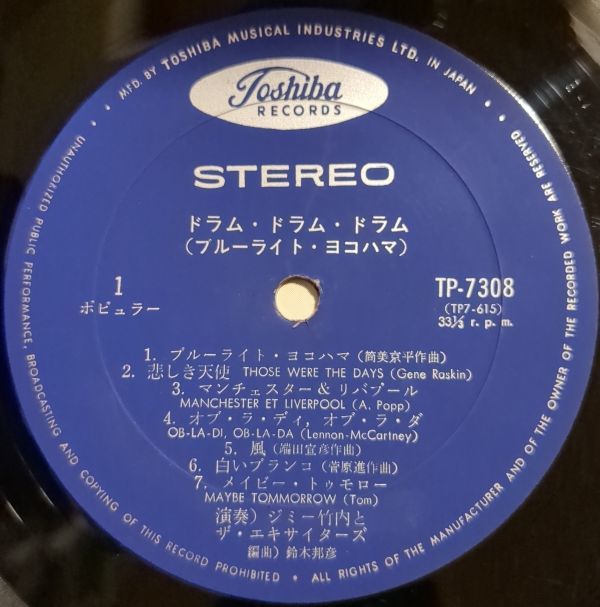 MFD. BY TOSHIBA MUSICAL INDUSTRIES LTD. IN JAPAN • ALL RIGHTS OF THE MANUFACTURER AND OF THE OWNER OF THE RECORDED WORK ARE RESERVED
UNAUTHORIZED PUBLIC PERFORMANCE, BROADCASTING AND COPYING OF THIS RECORD PROHIBITED
Toshiba
RECORDS
STEREO
ドラム・ドラム・ドラム
(ブルーライト・ヨコハマ)
1
ポピュラー
TP-7308
(TP7-615)
33⅓ r. p. m.
1. ブルーライト・ヨコハマ (筒美京平作曲)
2. 悲しき天使 THOSE WERE THE DAYS (Gene Raskin)
3. マンチェスター&リバプール
MANCHESTER ET LIVERPOOL (A. Popp)
4. オブ・ラ・ディ, オブ・ラ・ダ
OB-LA-DI, OB-LA-DA (Lennon-McCartney)
5. 風 (端田宣彦作曲)
6. 白いブランコ (菅原進作曲)
7. メイビー・トゥモロー
MAYBE TOMMORROW (Tom)
演奏) ジミー竹内と
ザ・エキサイターズ
編曲) 鈴木邦彦